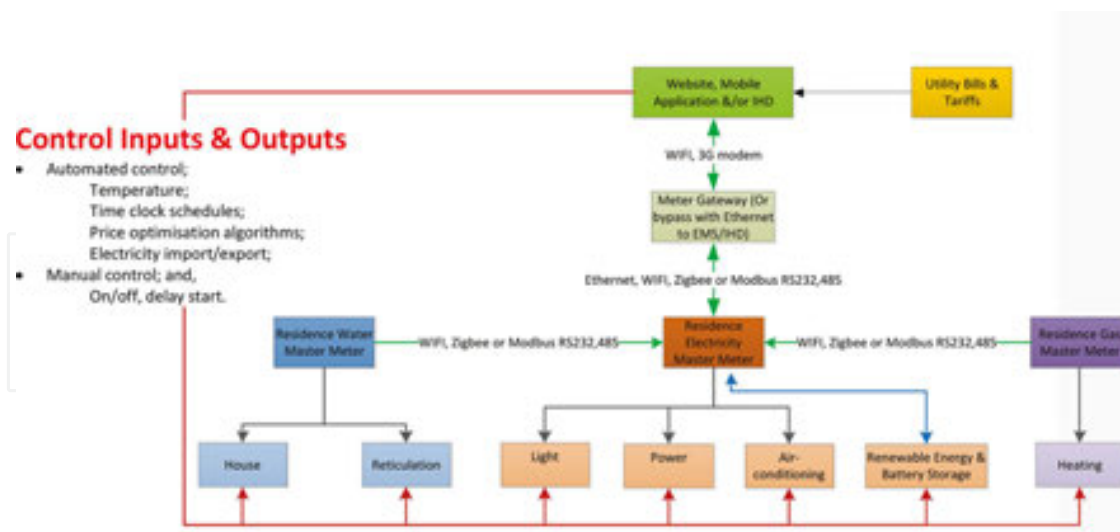 Website, Mobile
Application &/or IHD
Utility Bills &
Tariffs
Control Inputs & Outputs
WIFI, 3G modem
• Automated control;
Temperature;
Time clock schedules;
Price optimisation algorithms;
Electricity import/export;
• Manual control; and,
On/off, delay start.
Meter Gateway (Or
bypass with Ethernet
to EMS/IHD)
Ethernet, WIFI, Zigbee or Modbus RS232,485
Residence Water
Master Meter
WIFI, Zigbee or Modbus RS232,485
Residence
Electricity
Master Meter
WIFI, Zigbee or Modbus RS232,485
Residence Gas
Master Meter
House
Reticulation
Light
Power
Air-
conditioning
Renewable Energy &
Battery Storage
Heating